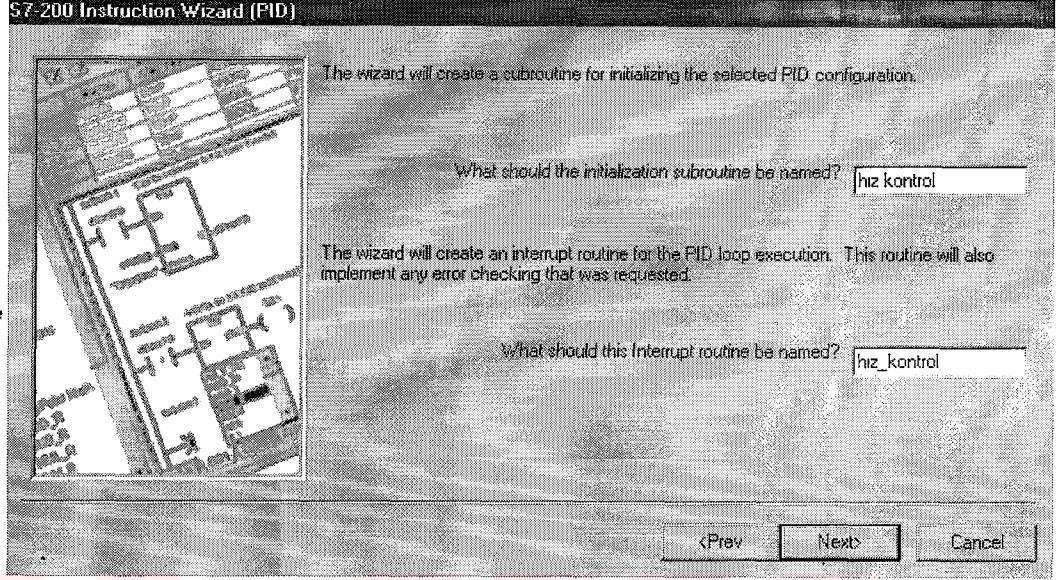 S7-200 Instruction Wizard (PID)
The wizard will create a subroutine for initializing the selected PID configuration.
What should the initialization subroutine be named? hız kontrol
The wizard will create an interrupt routine for the PID loop execution. This routine will also
implement any error checking that was requested.
What should this Interrupt routine be named? hız_kontrol
<Prev Next> Cancel